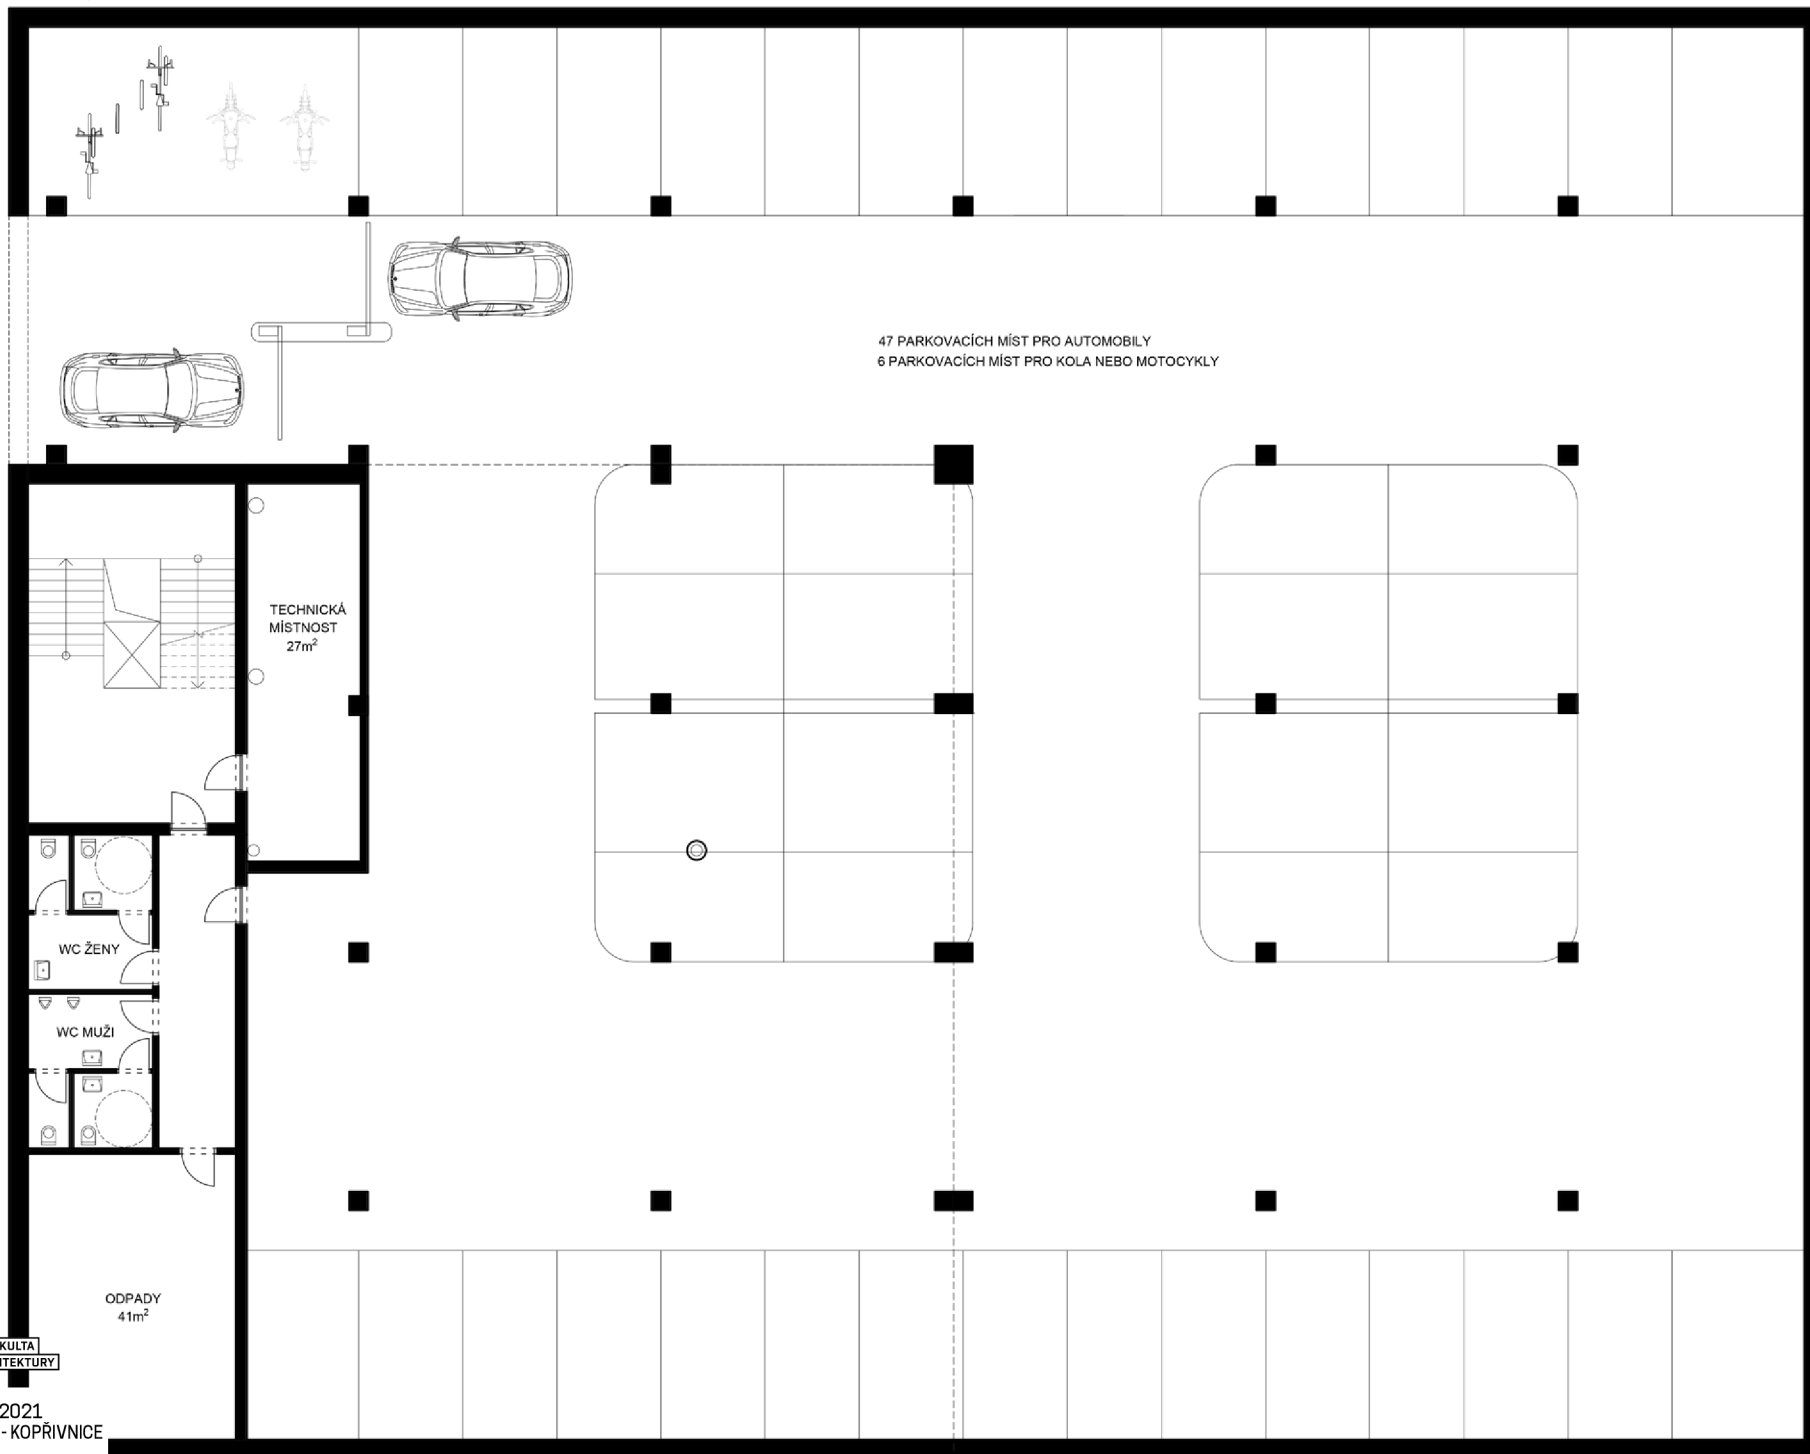 47 PARKOVACÍCH MÍST PRO AUTOMOBILY
6 PARKOVACÍCH MÍST PRO KOLA NEBO MOTOCYKLY
TECHNICKÁ
MÍSTNOST
27m²
WC ŽENY
WC MUŽI
ODPADY
41m²
KULTA
ITEKTURY
2021
- KOPŘIVNICE